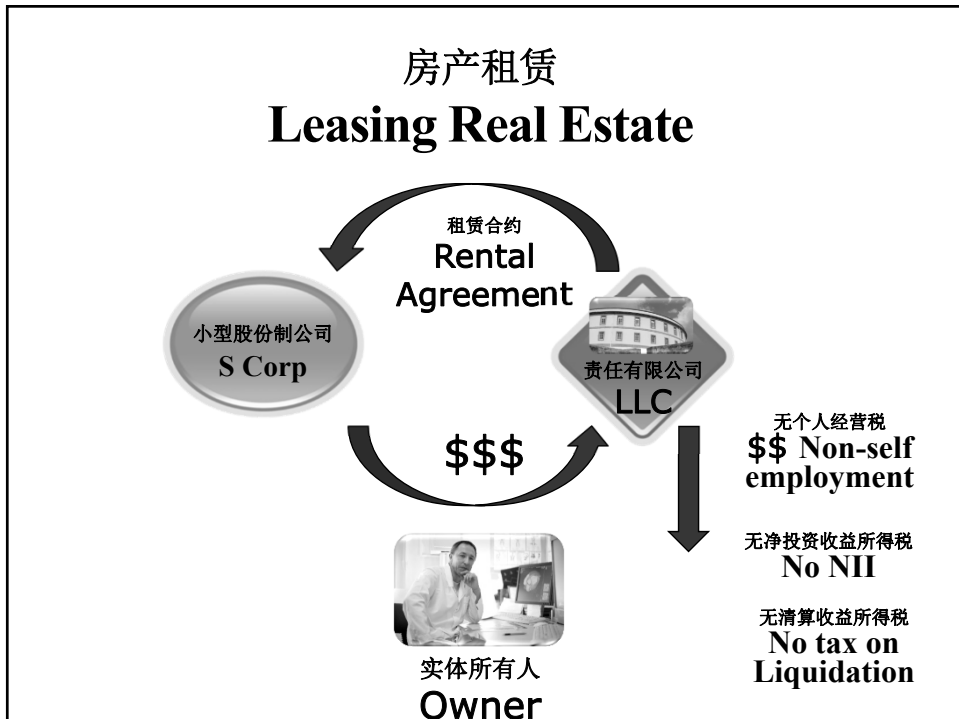 房产租赁
Leasing Real Estate
租赁合约
Rental
Agreement
小型股份制公司
S Corp
责任有限公司
LLC
$$$
无个人经营税
$$ Non-self
employment
无净投资收益所得税
No NII
无清算收益所得税
No tax on
Liquidation
实体所有人
Owner